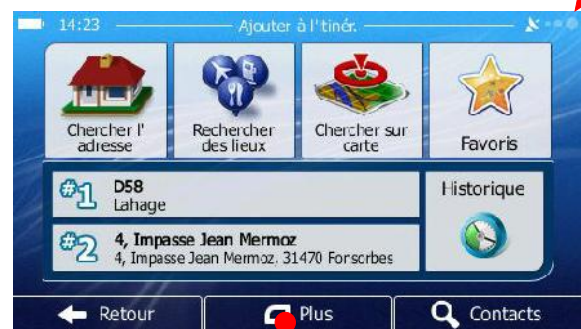 14:23
Ajouter à l'itinér.
Chercher l'
adresse
Rechercher
des lieux
Chercher sur
carte
Favoris
#1 D58
Lahage
Historique
#2 4, Impasse Jean Mermoz
4, Impasse Jean Mermoz, 31470 Fonsorbes
Retour
Plus
Contacts